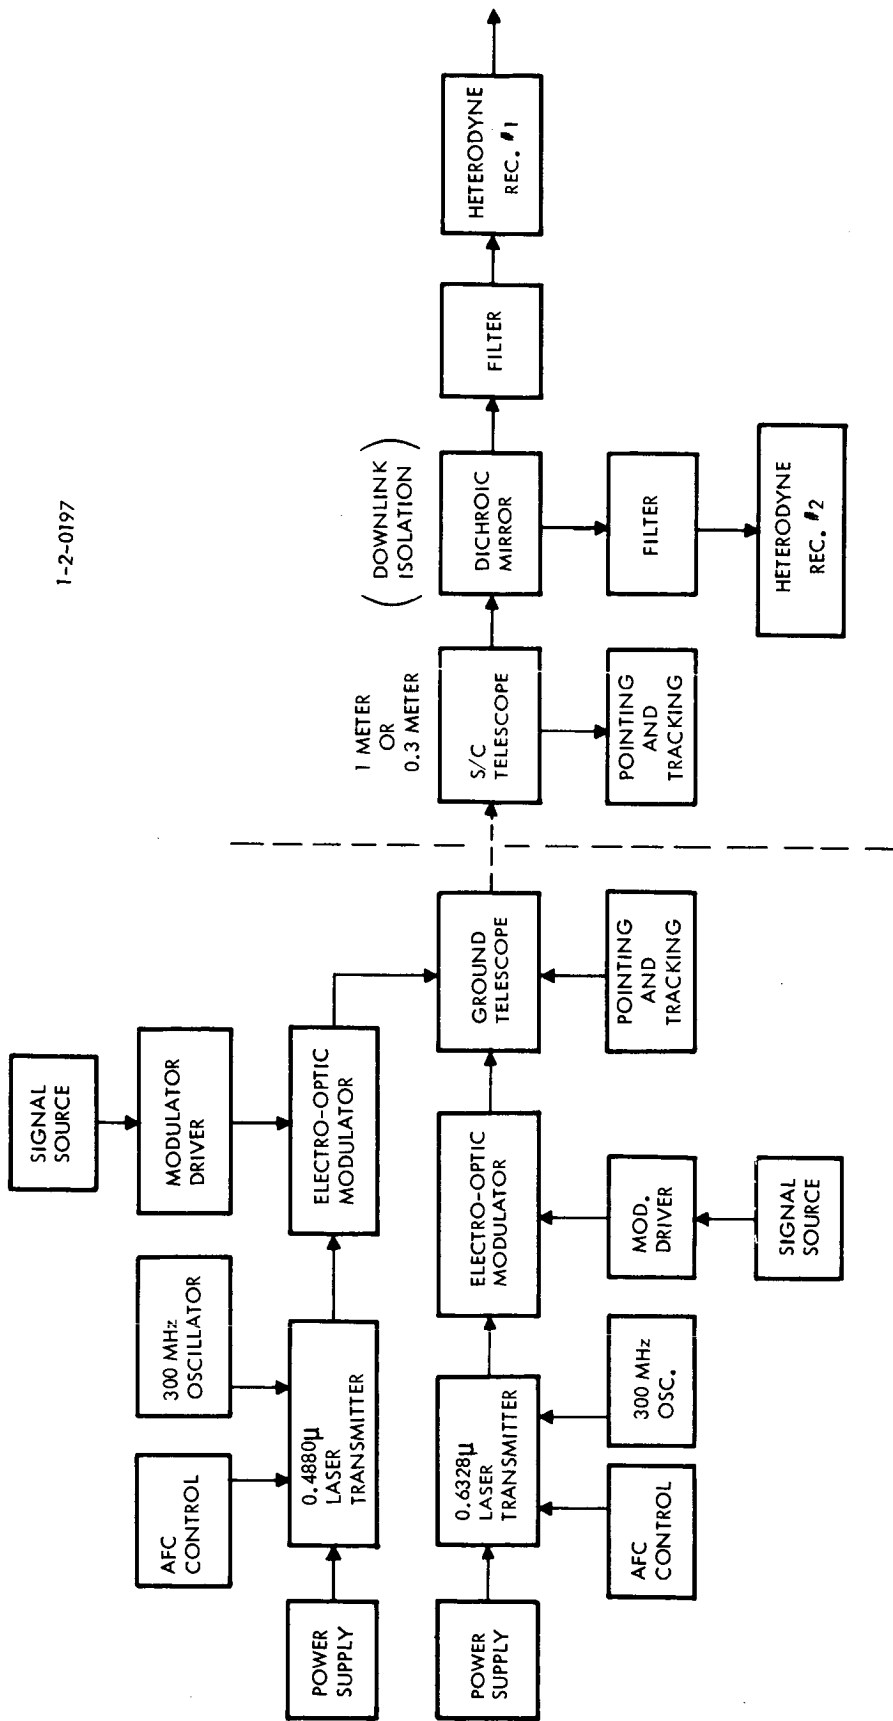 1-2-0197
SIGNAL
SOURCE
MODULATOR
DRIVER
300 MHz
OSCILLATOR
AFC
CONTROL
POWER
SUPPLY
0.4880μ
LASER
TRANSMITTER
ELECTRO-OPTIC
MODULATOR
POWER
SUPPLY
0.6328μ
LASER
TRANSMITTER
ELECTRO-OPTIC
MODULATOR
GROUND
TELESCOPE
1 METER
OR
0.3 METER
S/C
TELESCOPE
(DOWNLINK
ISOLATION)
DICHROIC
MIRROR
FILTER
HETERODYNE
REC. #1
AFC
CONTROL
300 MHz
OSC.
MOD.
DRIVER
SIGNAL
SOURCE
POINTING
AND
TRACKING
POINTING
AND
TRACKING
FILTER
HETERODYNE
REC. #2